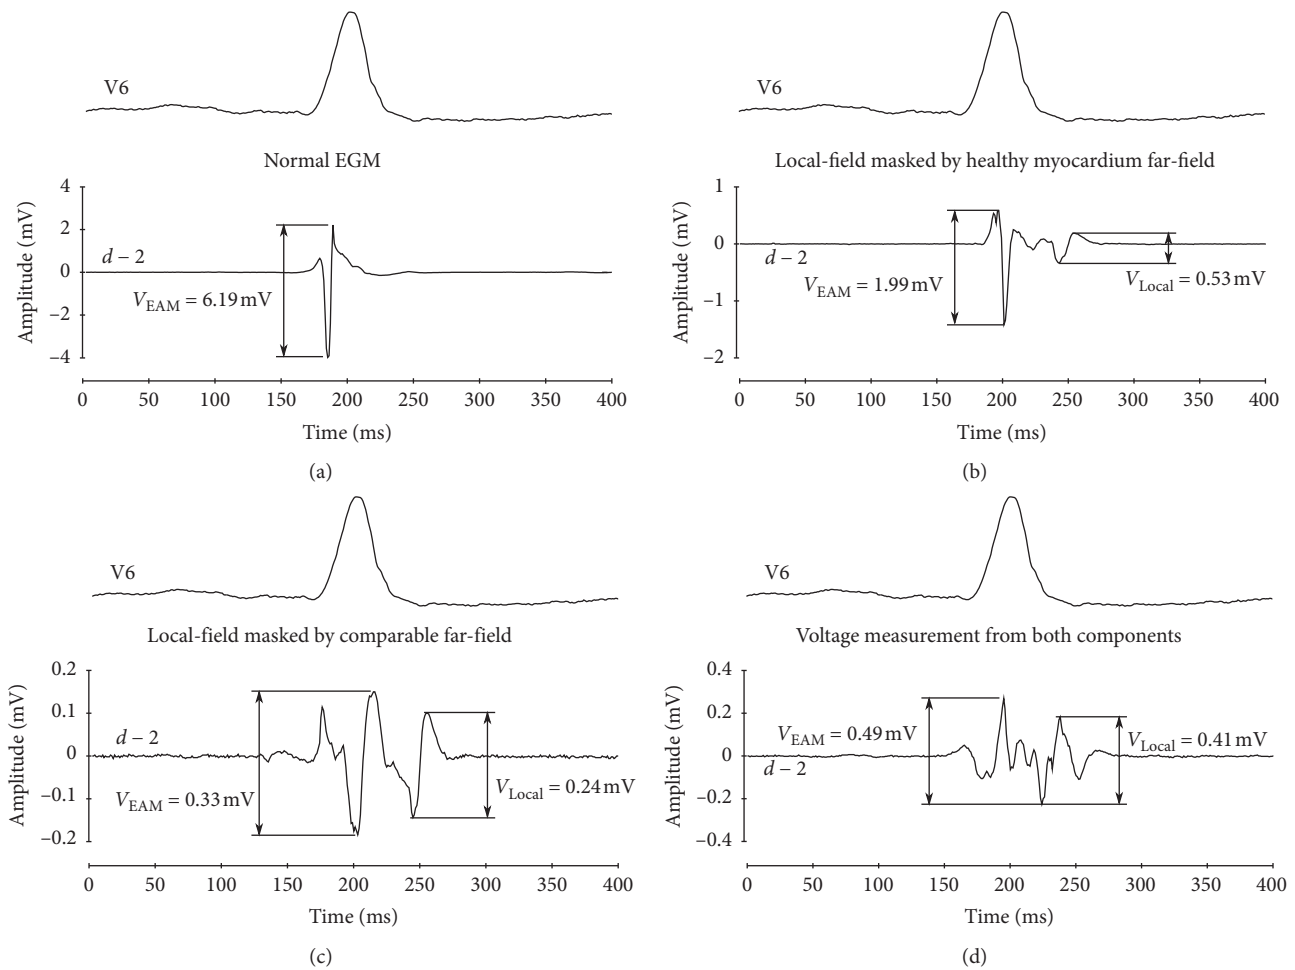 V6
Normal EGM
Amplitude (mV)
4
2
0
−2
−4
d − 2
V_EAM = 6.19 mV
0 50 100 150 200 250 300 350 400
Time (ms)
(a)
V6
Local-field masked by healthy myocardium far-field
Amplitude (mV)
1
0
−1
−2
d − 2
V_EAM = 1.99 mV
V_Local = 0.53 mV
0 50 100 150 200 250 300 350 400
Time (ms)
(b)
V6
Local-field masked by comparable far-field
Amplitude (mV)
0.2
0.1
0
−0.1
−0.2
d − 2
V_EAM = 0.33 mV
V_Local = 0.24 mV
0 50 100 150 200 250 300 350 400
Time (ms)
(c)
V6
Voltage measurement from both components
Amplitude (mV)
0.4
0.2
0
−0.2
−0.4
V_EAM = 0.49 mV
d − 2
V_Local = 0.41 mV
0 50 100 150 200 250 300 350 400
Time (ms)
(d)